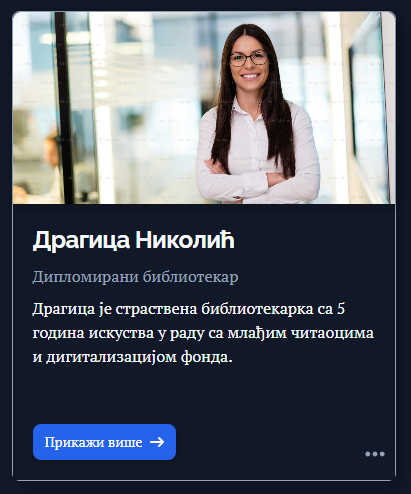 Драгица Николић
Дипломирани библиотекар
Драгица је страствена библиотекарка са 5
година искуства у раду са млађим читаоцима
и дигитализацијом фонда.
Прикажи више